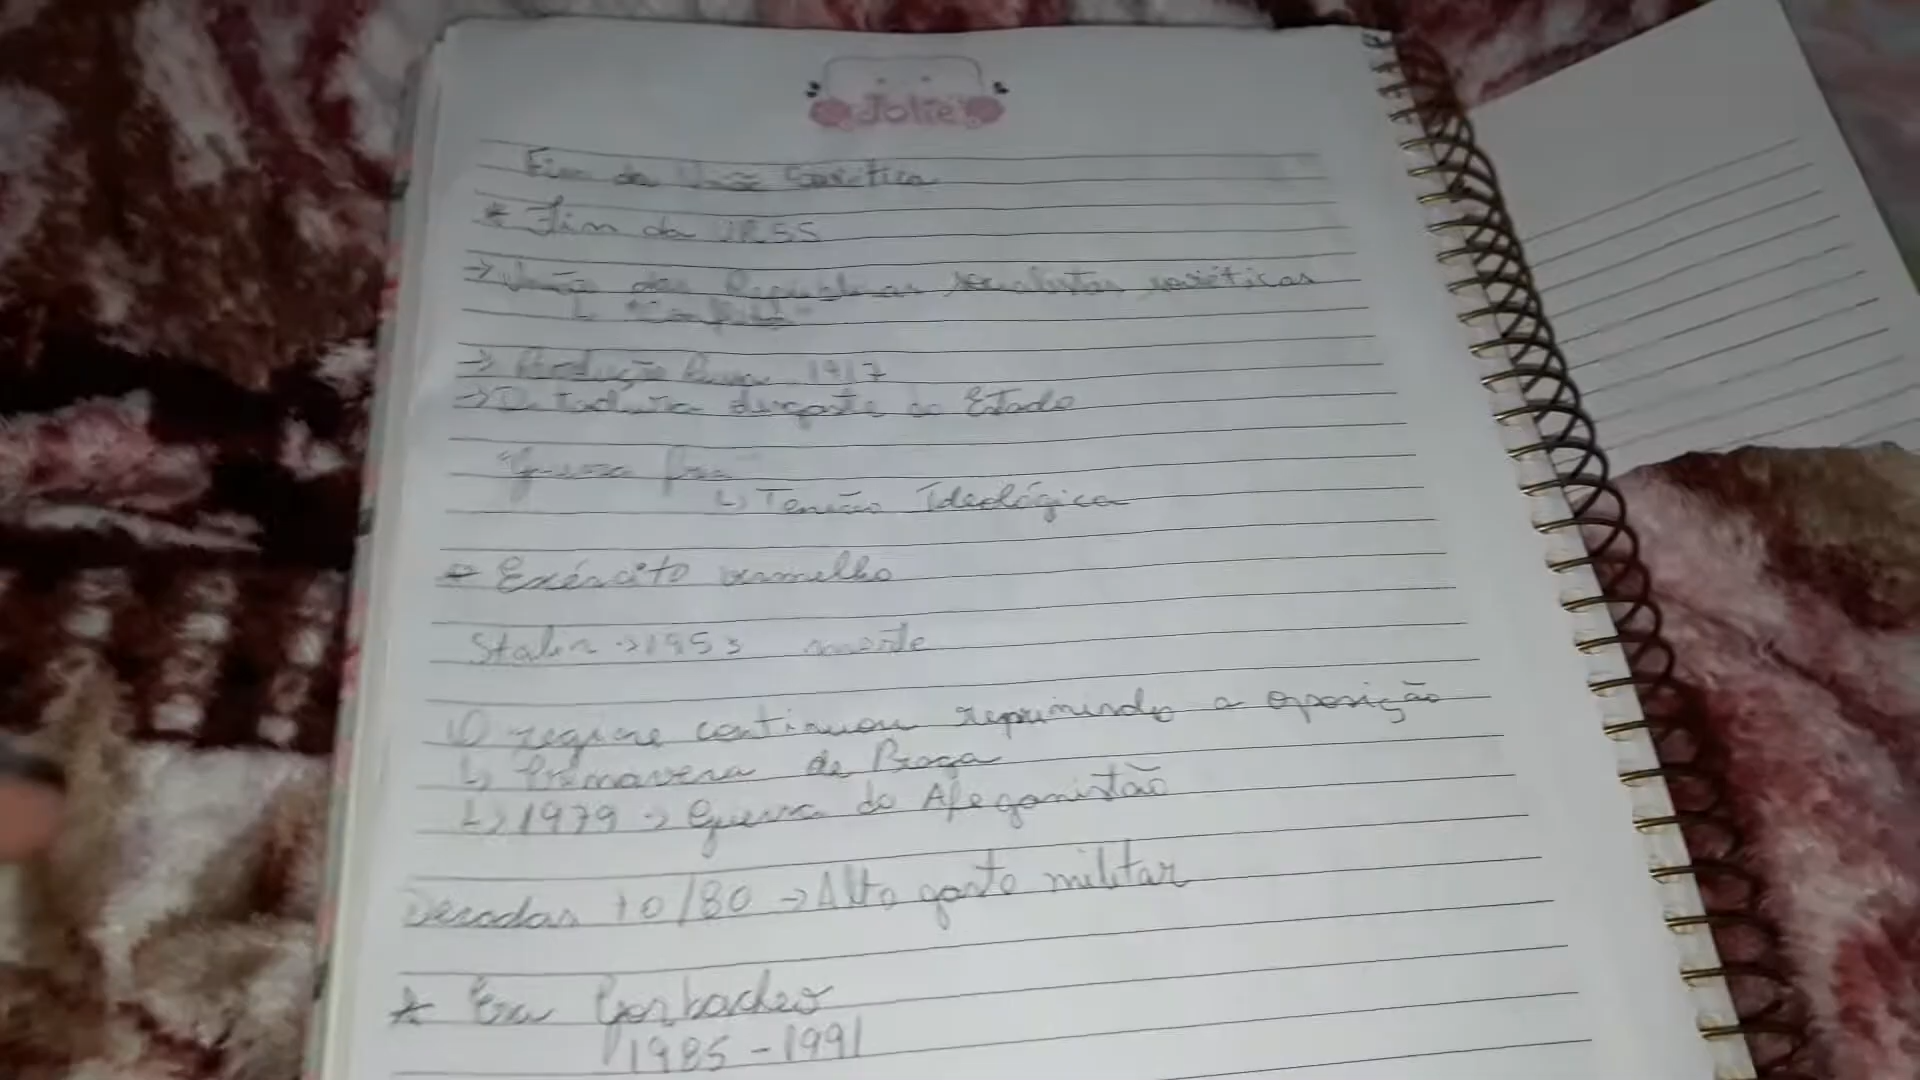 Jolie
Fim da União Soviética
* Fim da URSS
→ União das Repúblicas socialistas soviéticas
→ Revolução Russa 1917
→ Ditadura do Estado
"Guerra fria"
↳ Tensão Ideológica
→ Exército vermelho
Stalin → 1953 morte
O regime continuou reprimindo a oposição
↳ Primavera de Praga
↳ 1979 → Guerra do Afeganistão
Decadas 70/80 → Alto gasto militar
* Era Gorbachev
1985 - 1991